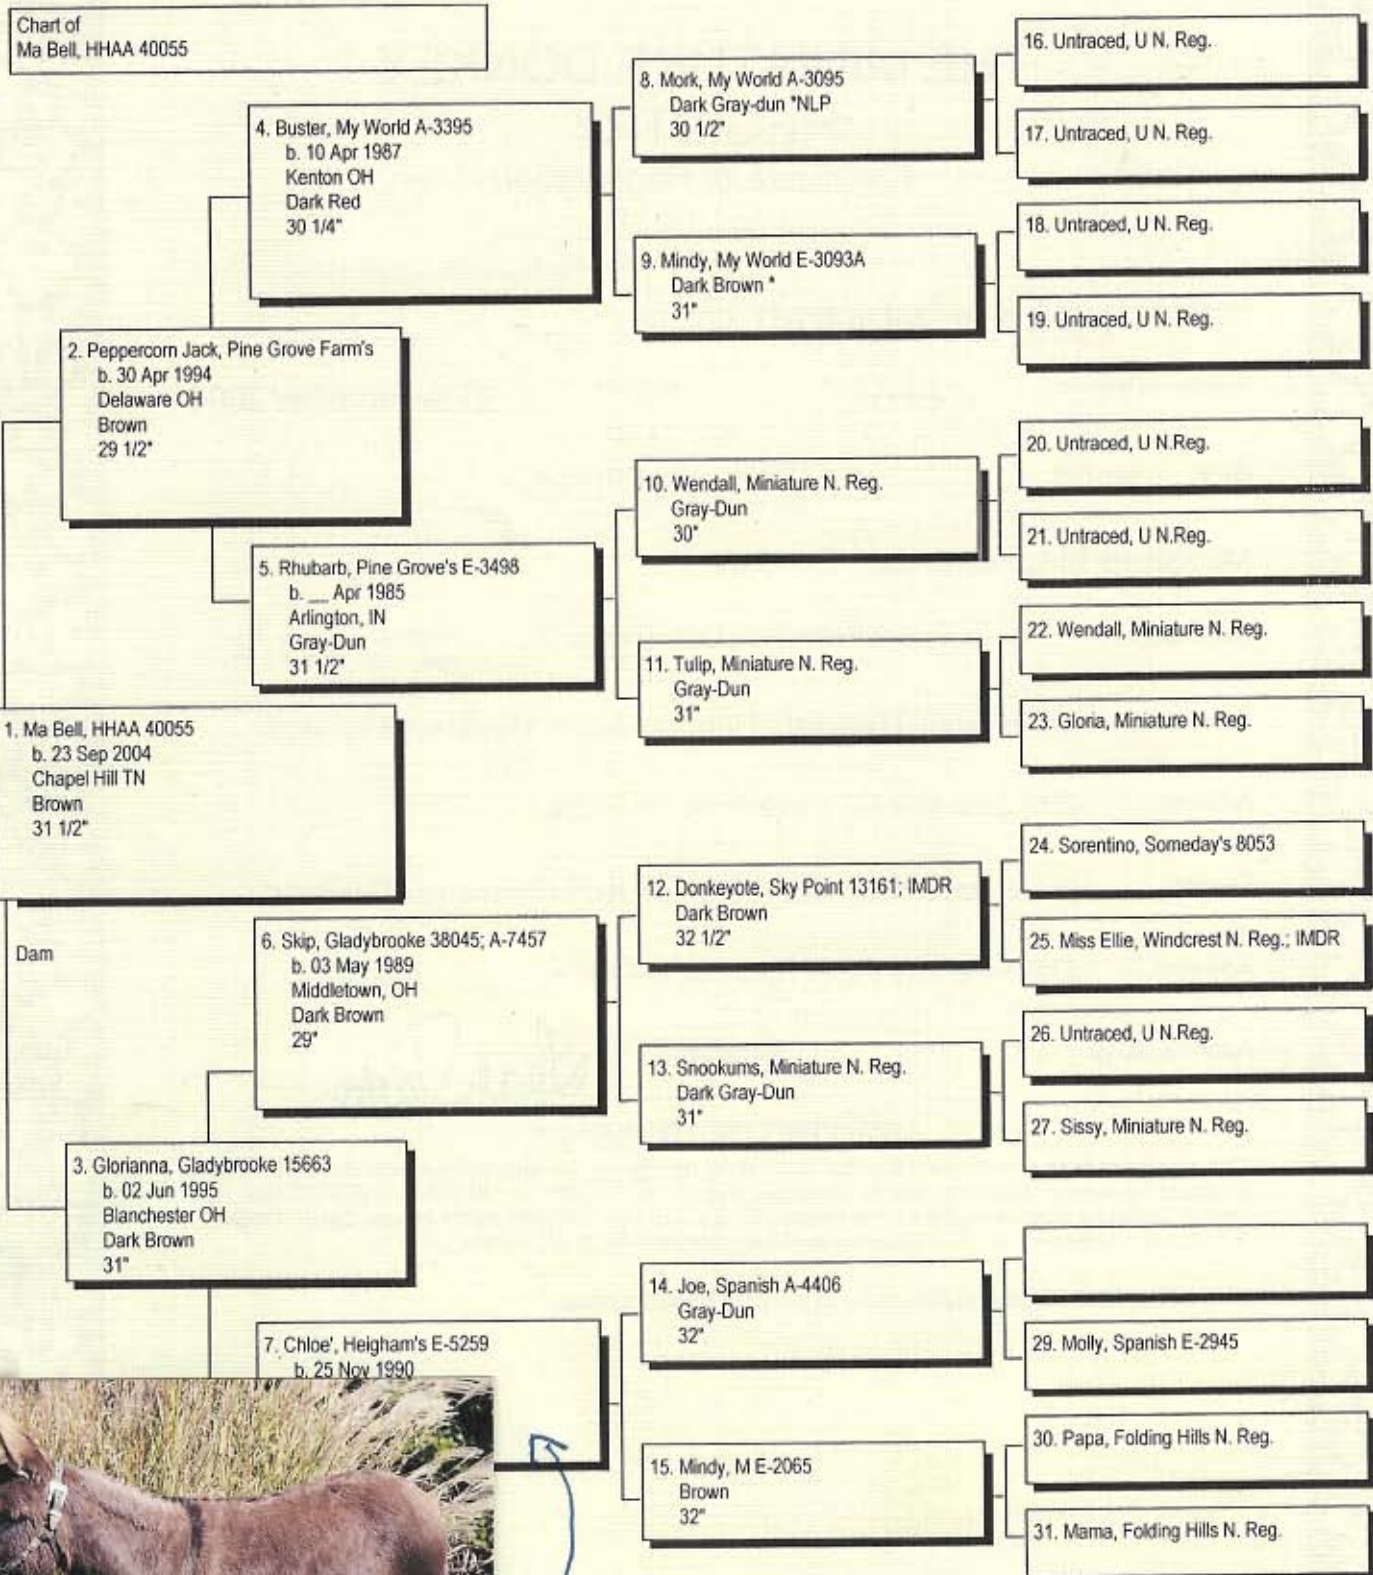 Chart of
Ma Bell, HHAA 40055
16. Untraced, U N. Reg.
8. Mork, My World A-3095
Dark Gray-dun *NLP
30 1/2"
17. Untraced, U N. Reg.
4. Buster, My World A-3395
b. 10 Apr 1987
Kenton OH
Dark Red
30 1/4"
18. Untraced, U N. Reg.
9. Mindy, My World E-3093A
Dark Brown *
31"
19. Untraced, U N. Reg.
2. Peppercorn Jack, Pine Grove Farm's
b. 30 Apr 1994
Delaware OH
Brown
29 1/2"
20. Untraced, U N.Reg.
10. Wendall, Miniature N. Reg.
Gray-Dun
30"
21. Untraced, U N.Reg.
5. Rhubarb, Pine Grove's E-3498
b. __ Apr 1985
Arlington, IN
Gray-Dun
31 1/2"
22. Wendall, Miniature N. Reg.
11. Tulip, Miniature N. Reg.
Gray-Dun
31"
23. Gloria, Miniature N. Reg.
1. Ma Bell, HHAA 40055
b. 23 Sep 2004
Chapel Hill TN
Brown
31 1/2"
24. Sorentino, Someday's 8053
12. Donkeyote, Sky Point 13161; IMDR
Dark Brown
32 1/2"
25. Miss Ellie, Windcrest N. Reg.; IMDR
Dam
6. Skip, Gladybrooke 38045; A-7457
b. 03 May 1989
Middletown, OH
Dark Brown
29"
26. Untraced, U N.Reg.
13. Snookums, Miniature N. Reg.
Dark Gray-Dun
31"
27. Sissy, Miniature N. Reg.
3. Glorianna, Gladybrooke 15663
b. 02 Jun 1995
Blanchester OH
Dark Brown
31"
14. Joe, Spanish A-4406
Gray-Dun
32"
29. Molly, Spanish E-2945
7. Chloe', Heigham's E-5259
b. 25 Nov 1990
30. Papa, Folding Hills N. Reg.
15. Mindy, M E-2065
Brown
32"
31. Mama, Folding Hills N. Reg.